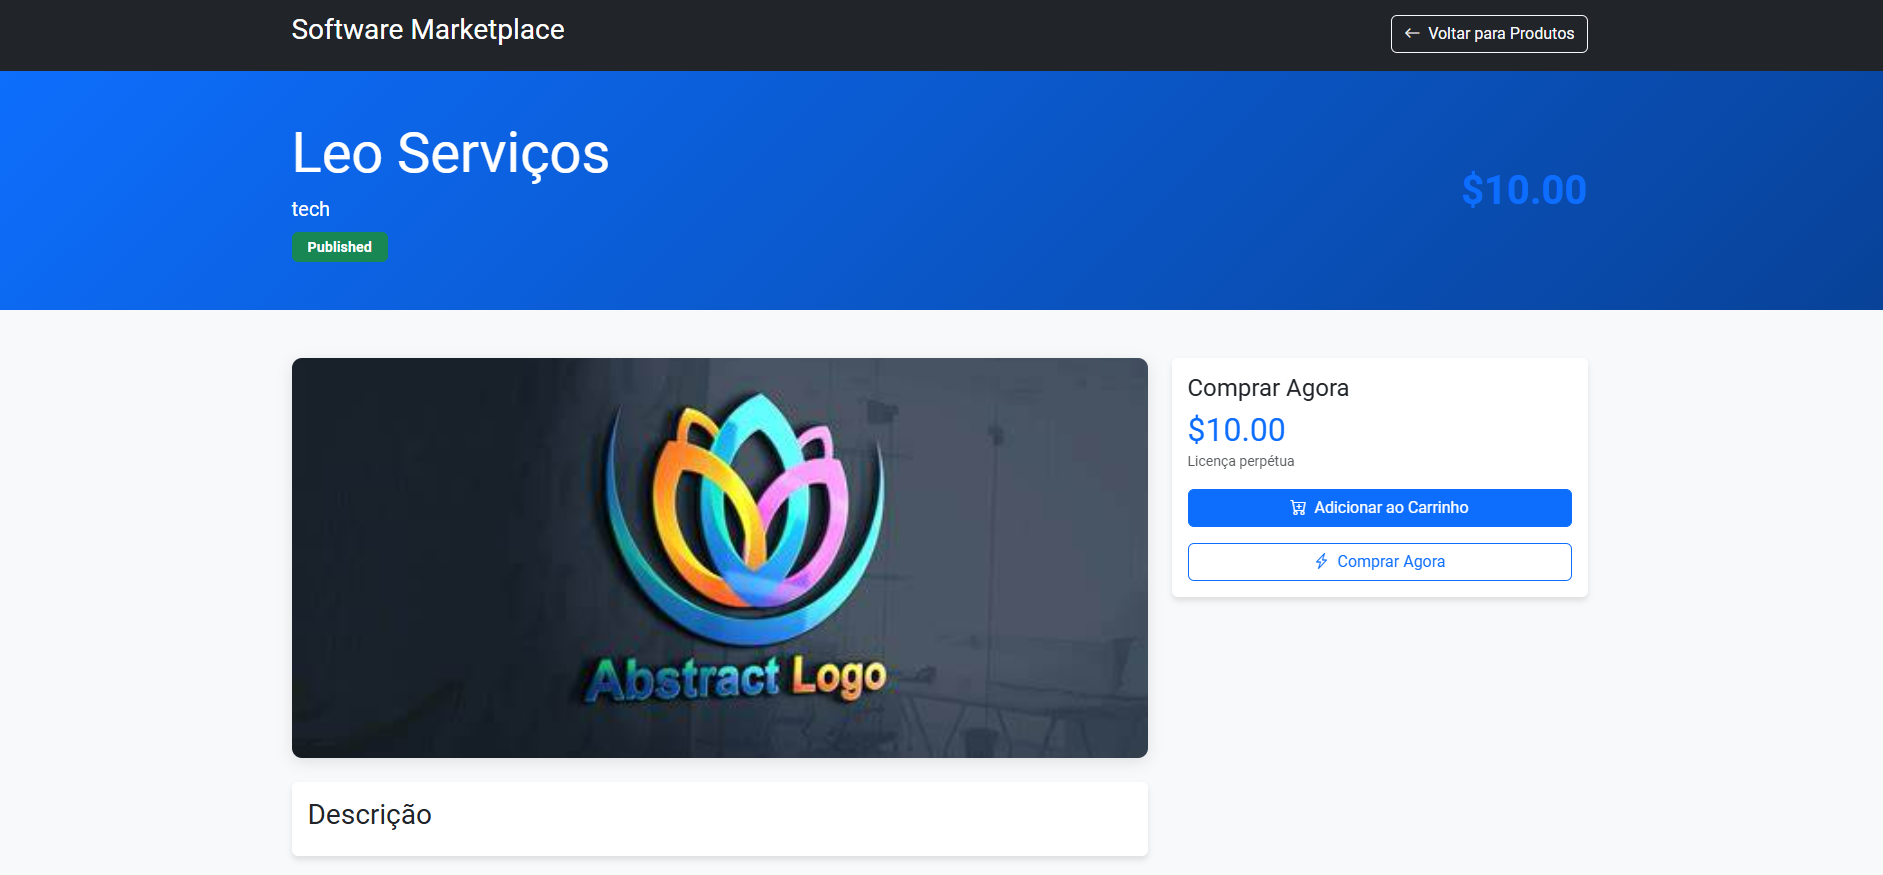 Software Marketplace
Voltar para Produtos
Leo Serviços
tech
Published
$10.00
Abstract Logo
Comprar Agora
$10.00
Licença perpétua
Adicionar ao Carrinho
Comprar Agora
Descrição